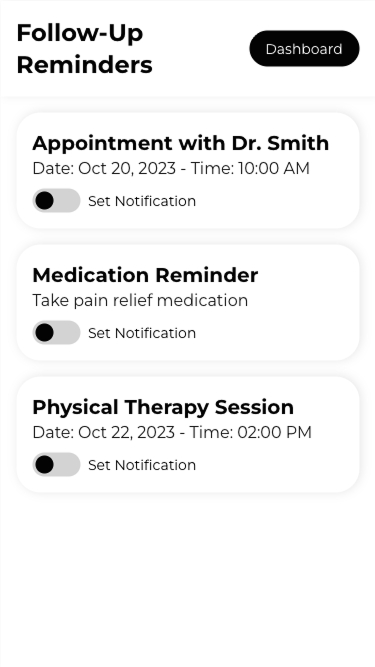 Follow-Up
Reminders
Dashboard
Appointment with Dr. Smith
Date: Oct 20, 2023 - Time: 10:00 AM
Set Notification
Medication Reminder
Take pain relief medication
Set Notification
Physical Therapy Session
Date: Oct 22, 2023 - Time: 02:00 PM
Set Notification